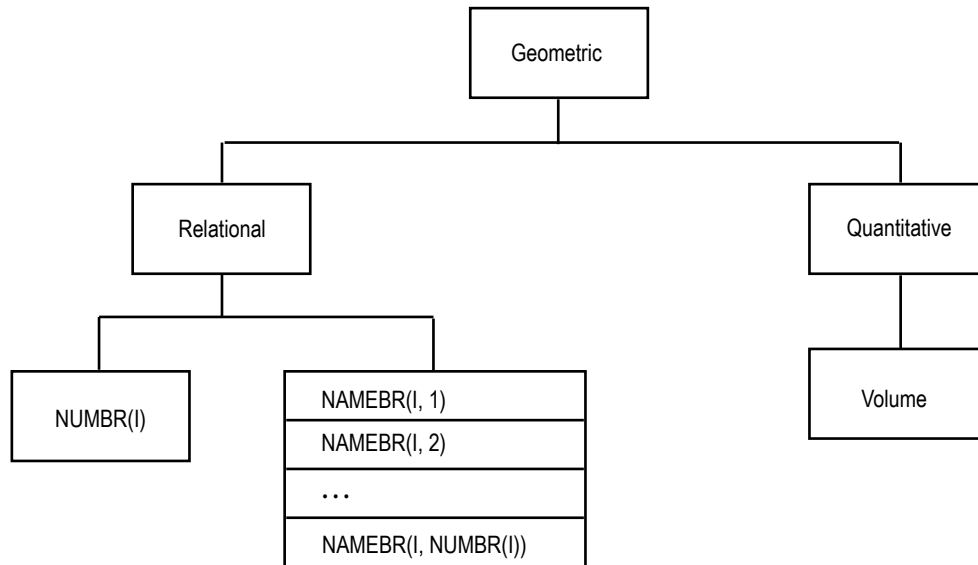 Geometric
Relational
Quantitative
NUMBR(I)
NAMEBR(I, 1)
NAMEBR(I, 2)
...
NAMEBR(I, NUMBR(I))
Volume